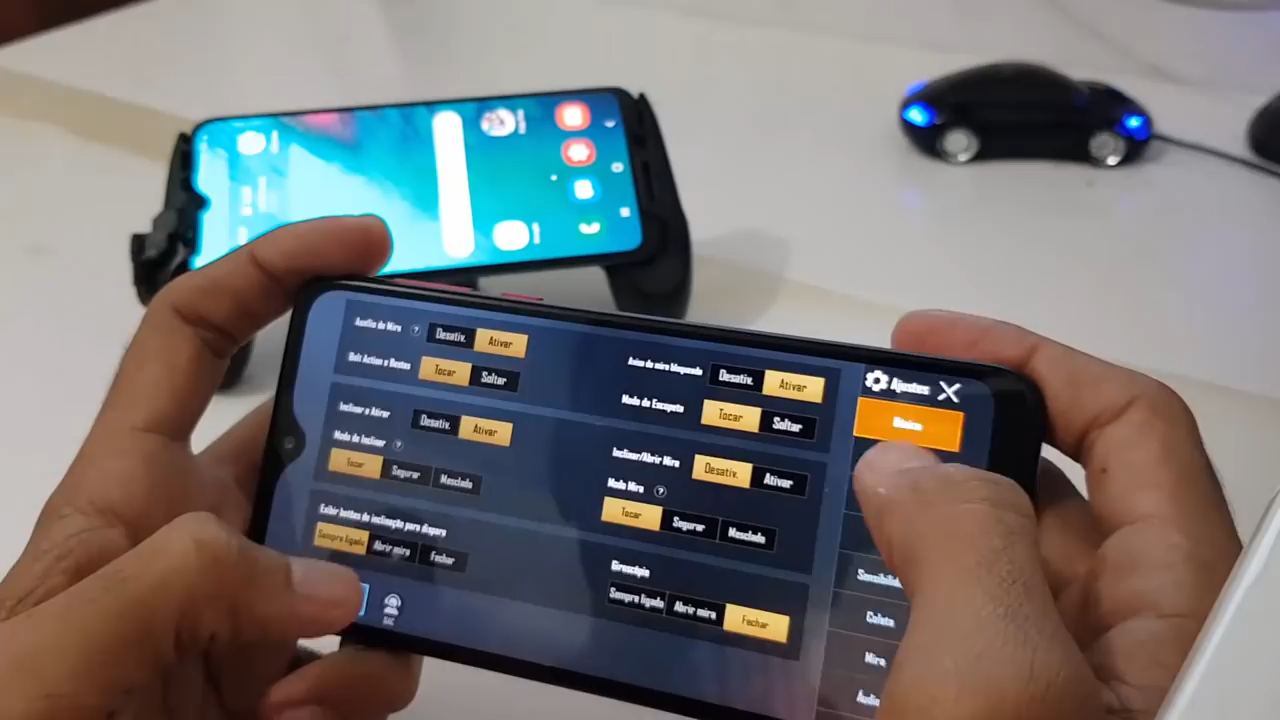 Auxílio de Mira ? Desativ. Ativar
Bolt Action e Bestas Tocar Soltar
Inclinar e Atirar Desativ. Ativar
Modo de Inclinar ?
Tocar Segurar Mesclado
Exibir botões de inclinação para disparo
Sempre ligado Abrir mira Fechar
SAC
Aviso de mira bloqueada Desativ. Ativar
Modo de Escopeta Tocar Soltar
Inclinar/Abrir Mira Desativ. Ativar
Modo Mira ?
Tocar Segurar Mesclado
Giroscópio
Sempre ligado Abrir mira Fechar
Ajustes X
Básico
Coleta
Mira
Áudio